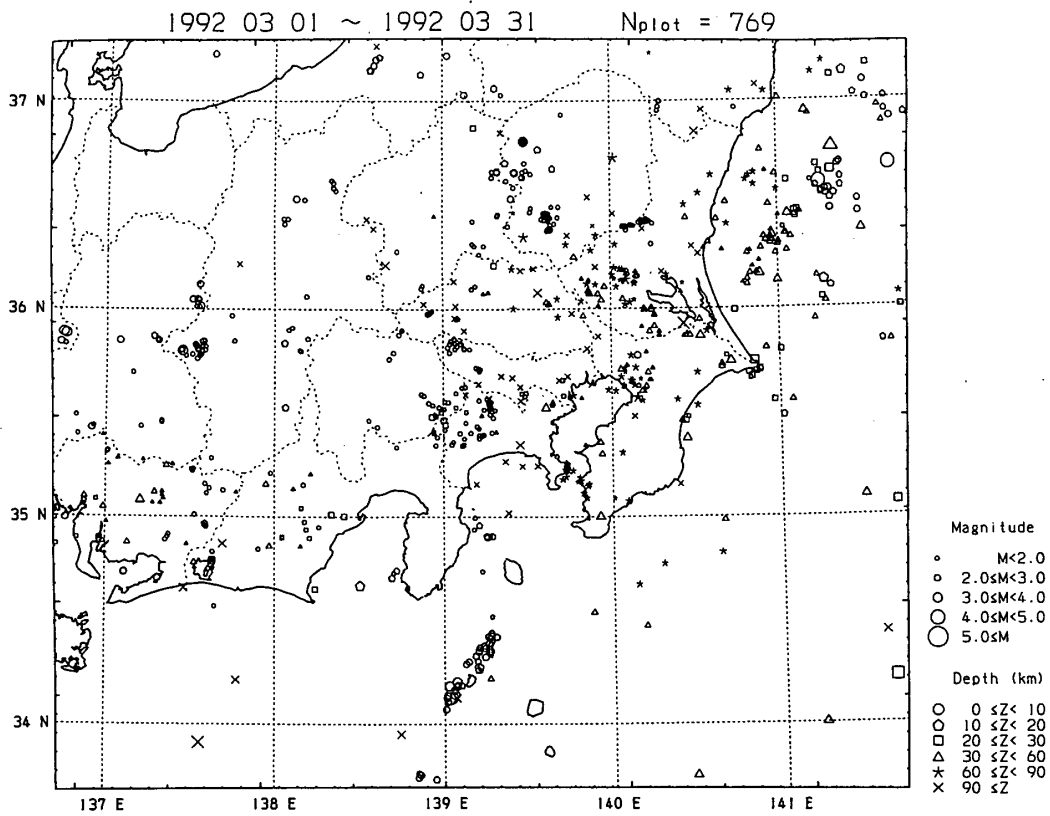 1992 03 01 ~ 1992 03 31 Nplot = 769
37 N
36 N
35 N
34 N
137 E 138 E 139 E 140 E 141 E
Magnitude
M<2.0
2.0≤M<3.0
3.0≤M<4.0
4.0≤M<5.0
5.0≤M
Depth (km)
0 ≤Z< 10
10 ≤Z< 20
20 ≤Z< 30
30 ≤Z< 60
60 ≤Z< 90
90 ≤Z